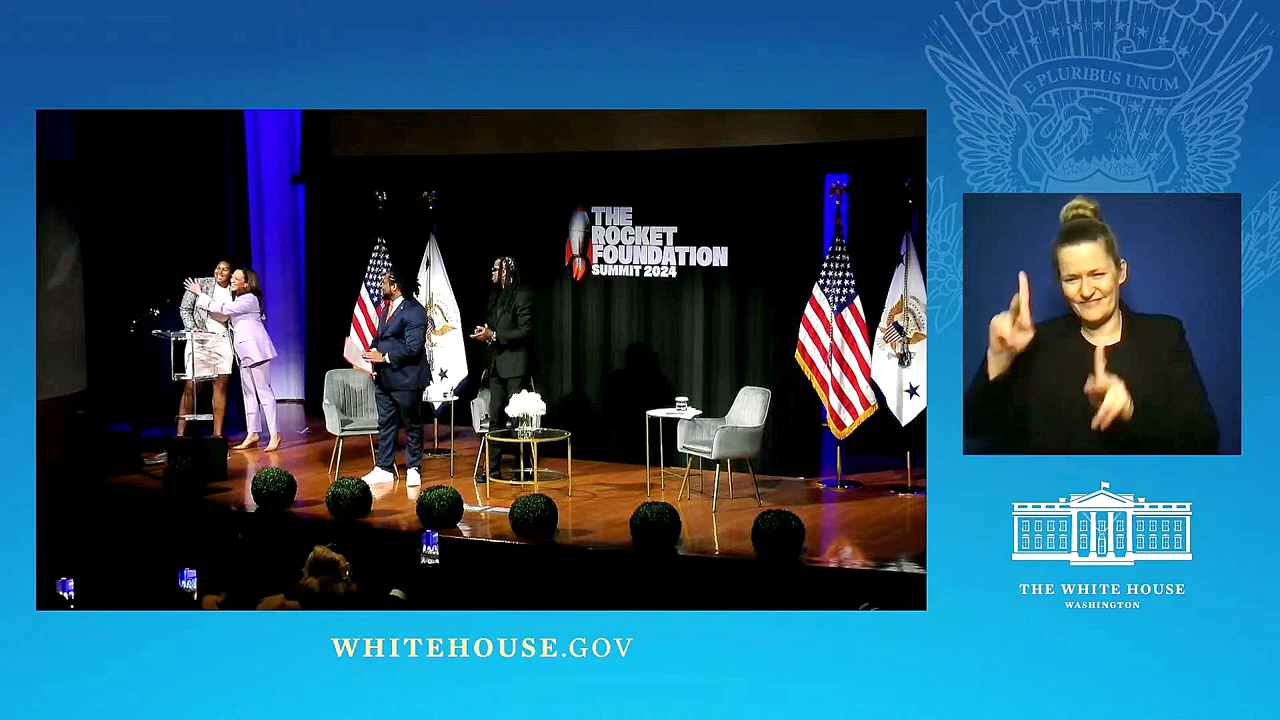 E PLURIBUS UNUM
THE
ROCKET
FOUNDATION
SUMMIT 2024
THE WHITE HOUSE
WASHINGTON
WHITEHOUSE.GOV